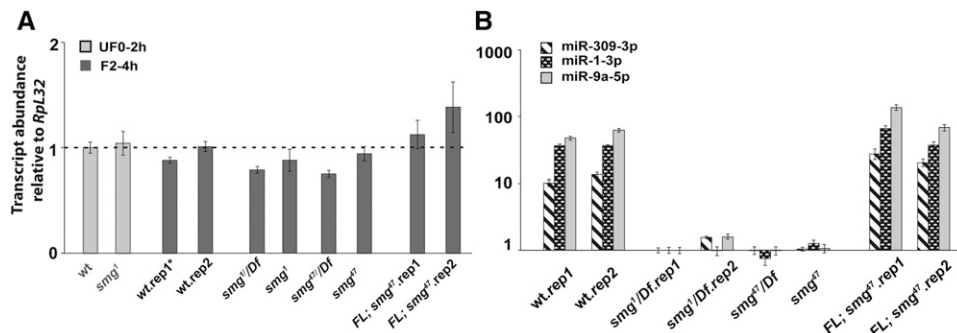 A
Transcript abundance
relative to RpL32
2
1
0
UF0-2h
F2-4h
wt
smg¹
wt.rep1*
wt.rep2
smg¹/Df
smg¹
smg⁴⁷/Df
smg⁴⁷
FL; smg⁴⁷.rep1
FL; smg⁴⁷.rep2
B
1000
100
10
1
miR-309-3p
miR-1-3p
miR-9a-5p
wt.rep1
wt.rep2
smg¹/Df.rep1
smg¹/Df.rep2
smg⁴⁷/Df
smg⁴⁷
FL; smg⁴⁷.rep1
FL; smg⁴⁷.rep2